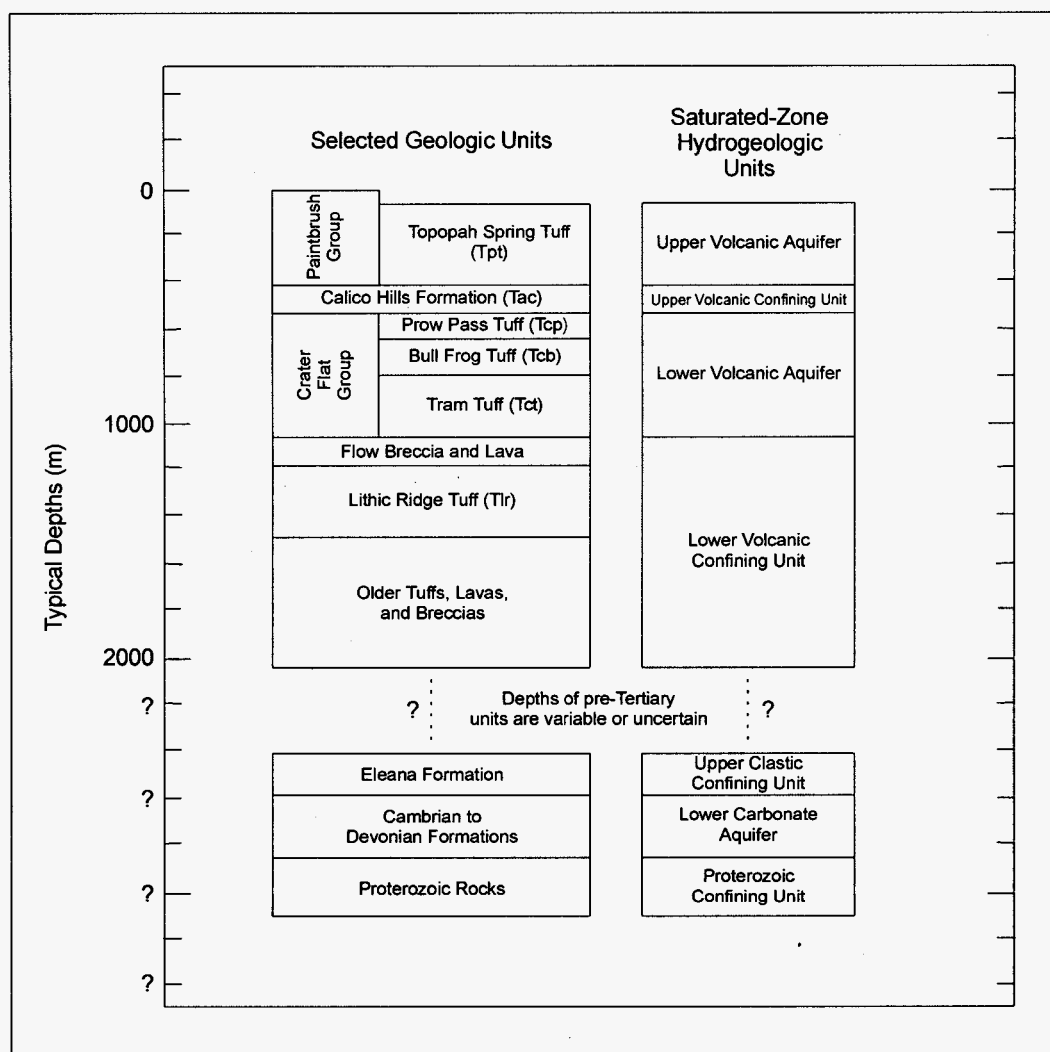 Selected Geologic Units
Saturated-Zone
Hydrogeologic
Units
Typical Depths (m)
0
1000
2000
?
?
?
?
Paintbrush
Group
Topopah Spring Tuff
(Tpt)
Calico Hills Formation (Tac)
Crater
Flat
Group
Prow Pass Tuff (Tcp)
Bull Frog Tuff (Tcb)
Tram Tuff (Tct)
Flow Breccia and Lava
Lithic Ridge Tuff (Tlr)
Older Tuffs, Lavas,
and Breccias
Upper Volcanic Aquifer
Upper Volcanic Confining Unit
Lower Volcanic Aquifer
Lower Volcanic
Confining Unit
?
Depths of pre-Tertiary
units are variable or uncertain
?
Eleana Formation
Cambrian to
Devonian Formations
Proterozoic Rocks
Upper Clastic
Confining Unit
Lower Carbonate
Aquifer
Proterozoic
Confining Unit